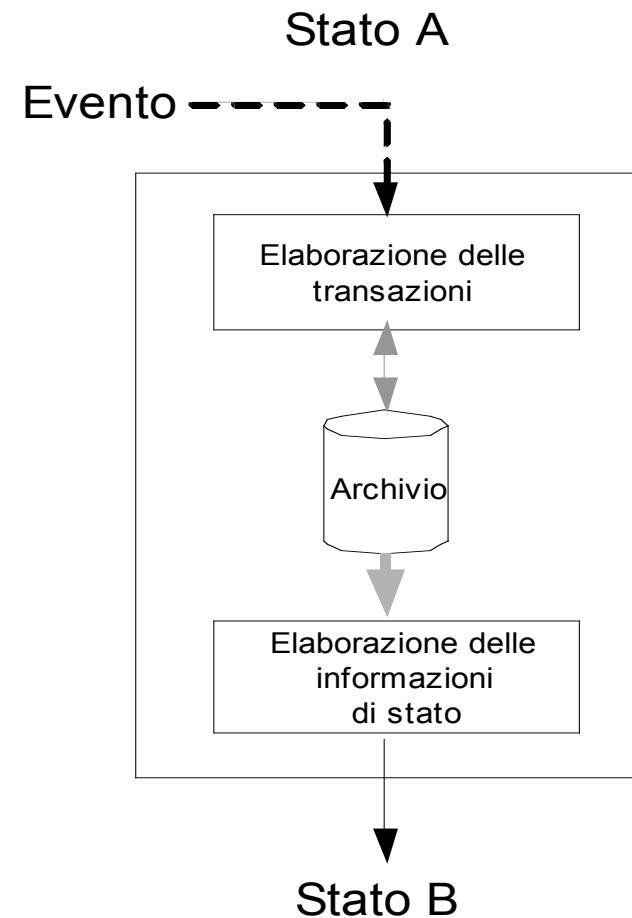 Stato A
Evento
Elaborazione delle
transazioni
Archivio
Elaborazione delle
informazioni
di stato
Stato B